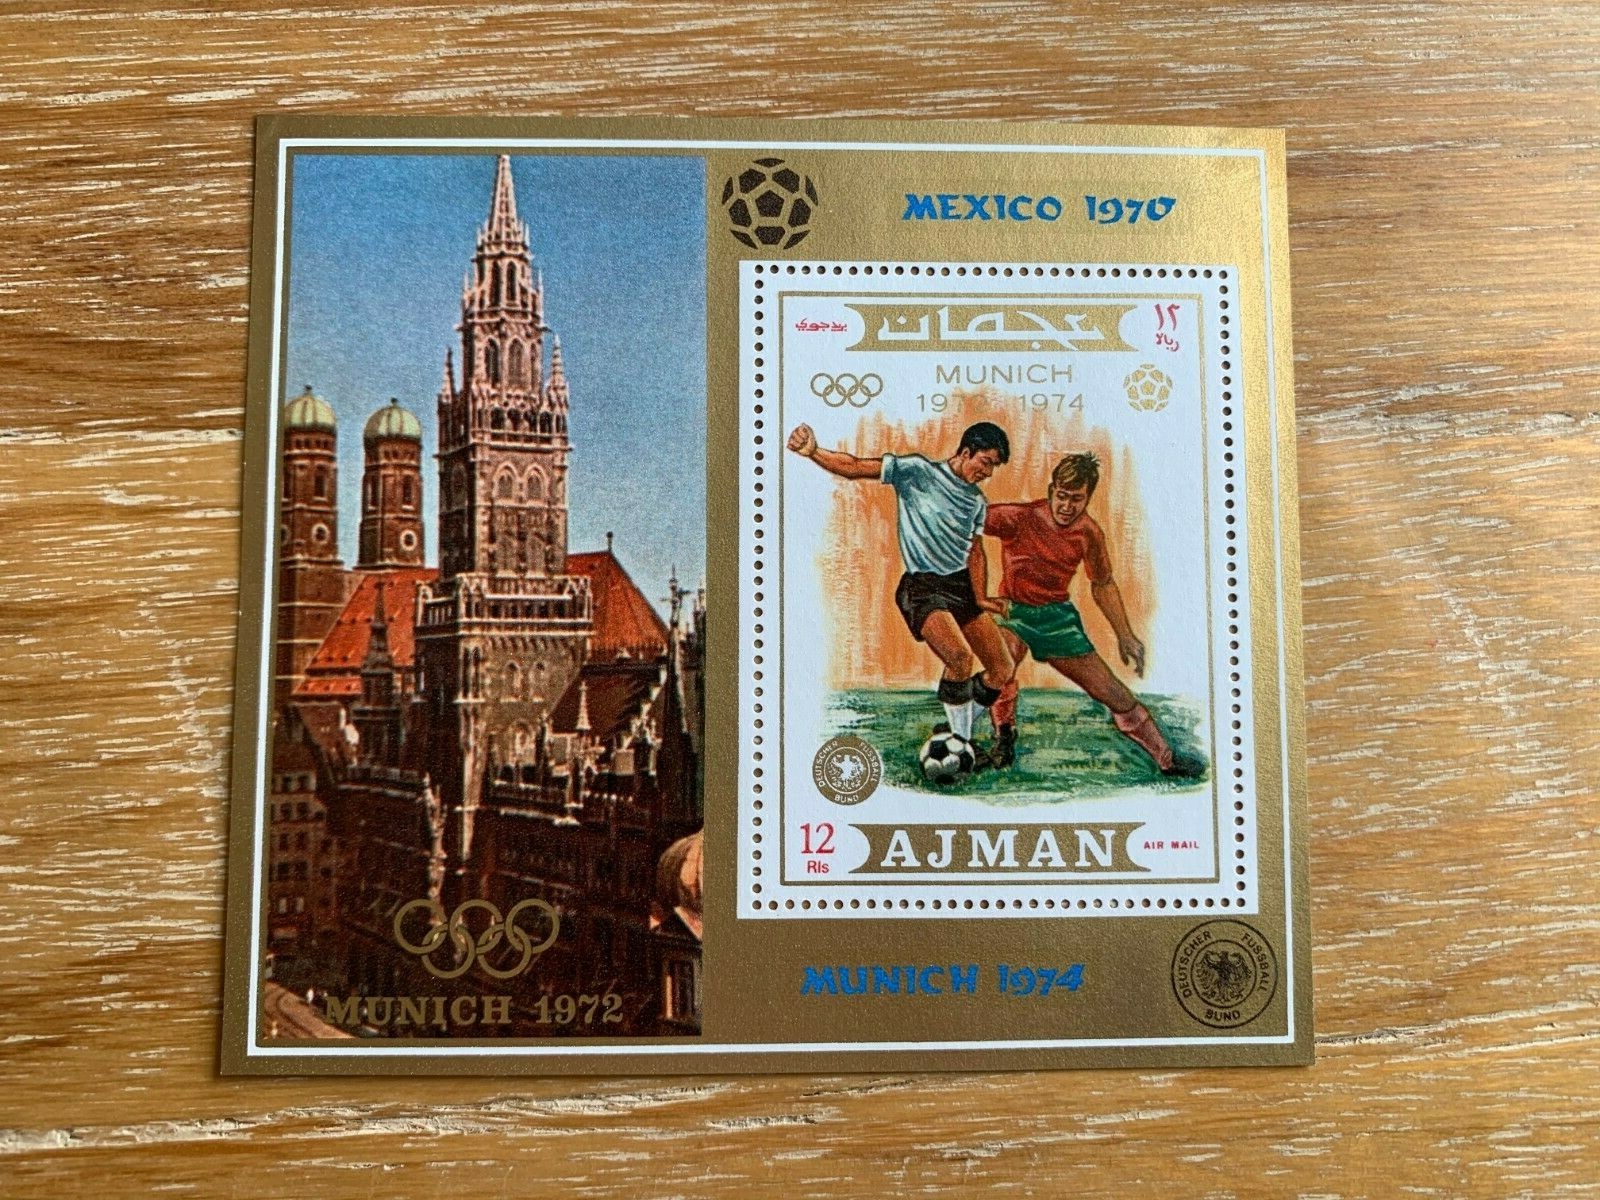 MEXICO 1970
بريد جوي عجمان ١٢
ريالا
MUNICH
1972 1974
DEUTSCHER FUSSBALL BUND
12
Rls
AJMAN
AIR MAIL
MUNICH 1972
MUNICH 1974
DEUTSCHER FUSSBALL BUND